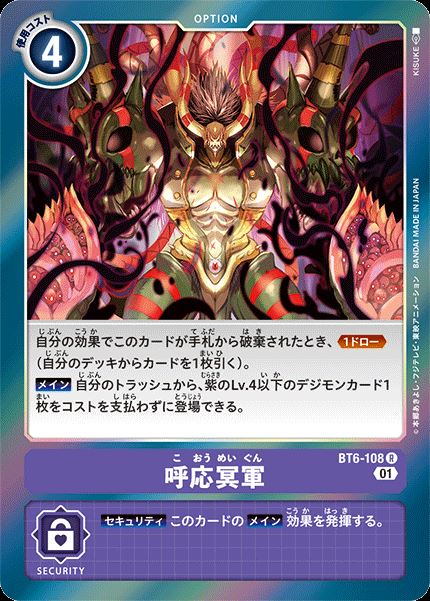 OPTION
使用コスト
4
KISUKE
BANDAI MADE IN JAPAN
©本郷あきよし・フジテレビ・東映アニメーション
自分の効果でこのカードが手札から破棄されたとき、1ドロー
（自分のデッキからカードを1枚引く）。
メイン 自分のトラッシュから、紫のLv.4以下のデジモンカード1
枚をコストを支払わずに登場できる。
BT6-108 R
こおうめいぐん
呼応冥軍
01
セキュリティ このカードの メイン 効果を発揮する。
SECURITY